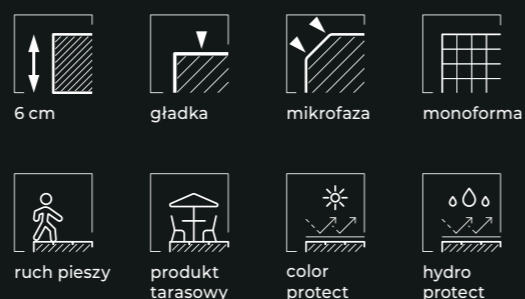 6 cm
gładka
mikrofaza
monoforma
ruch pieszy
produkt
tarasowy
color
protect
hydro
protect